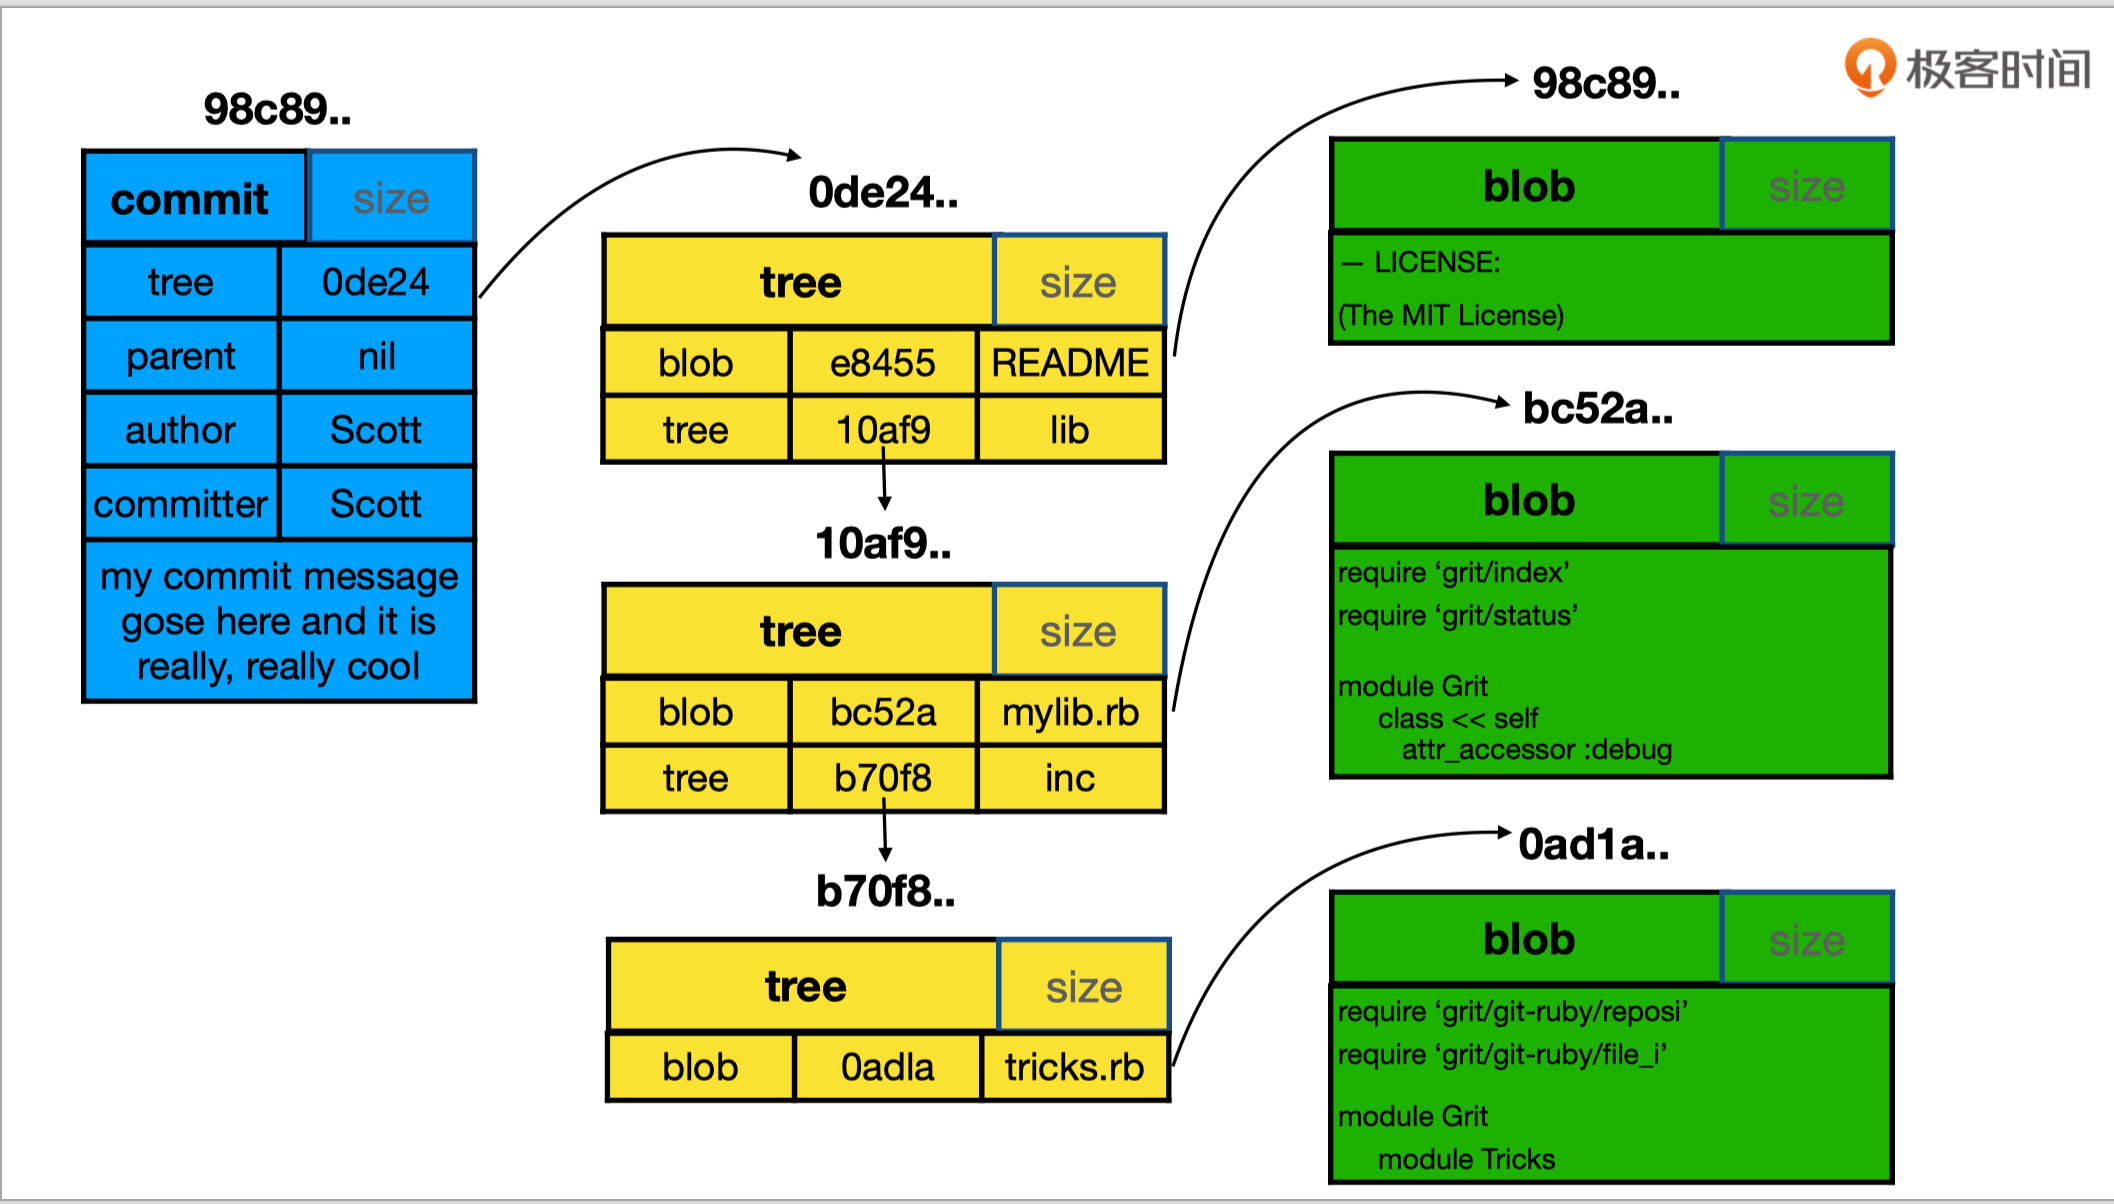 极客时间
98c89..
commit size
tree 0de24
parent nil
author Scott
committer Scott
my commit message
gose here and it is
really, really cool
0de24..
tree size
blob e8455 README
tree 10af9 lib
10af9..
tree size
blob bc52a mylib.rb
tree b70f8 inc
b70f8..
tree size
blob 0adla tricks.rb
98c89..
blob size
— LICENSE:
(The MIT License)
bc52a..
blob size
require ‘grit/index’
require ‘grit/status’
module Grit
class << self
attr_accessor :debug
0ad1a..
blob size
require ‘grit/git-ruby/reposi’
require ‘grit/git-ruby/file_i’
module Grit
module Tricks